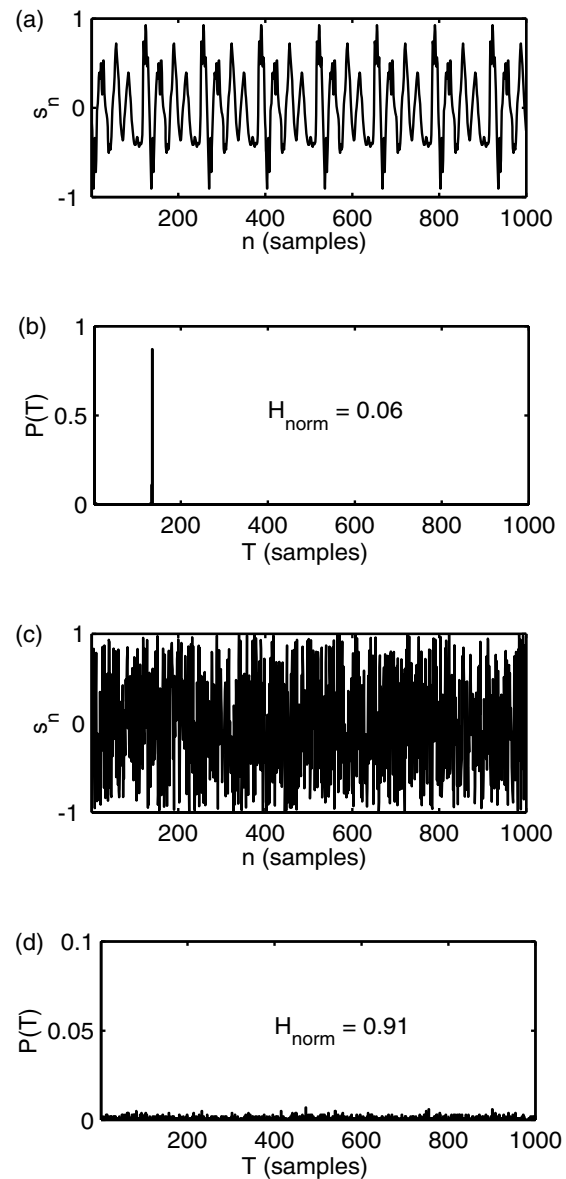 (a)
1
0
-1
s_n
200 400 600 800 1000
n (samples)
(b)
1
0.5
0
P(T)
H_norm = 0.06
200 400 600 800 1000
T (samples)
(c)
1
0
-1
s_n
200 400 600 800 1000
n (samples)
(d)
0.1
0.05
0
P(T)
H_norm = 0.91
200 400 600 800 1000
T (samples)